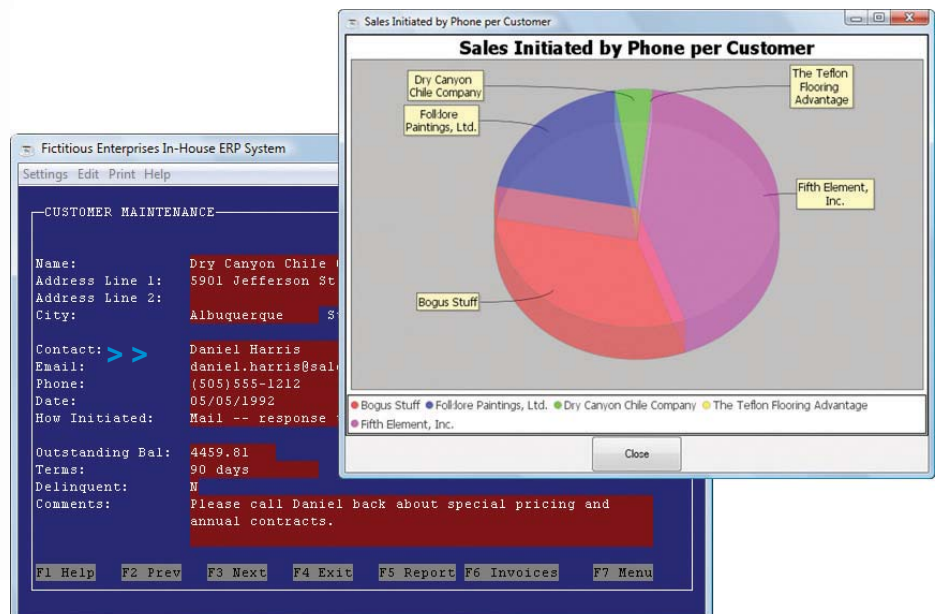 Sales Initiated by Phone per Customer
Sales Initiated by Phone per Customer
Dry Canyon
Chile Company
The Teflon
Flooring
Advantage
Folklore
Paintings, Ltd.
Fifth Element,
Inc.
Bogus Stuff
Bogus Stuff Folklore Paintings, Ltd. Dry Canyon Chile Company The Teflon Flooring Advantage
Fifth Element, Inc.
Close
Fictitious Enterprises In-House ERP System
Settings Edit Print Help
CUSTOMER MAINTENANCE
Name: Dry Canyon Chile
Address Line 1: 5901 Jefferson St
Address Line 2:
City: Albuquerque
Contact: >> Daniel Harris
Email: daniel.harris@sal
Phone: (505)555-1212
Date: 05/05/1992
How Initiated: Mail -- response
Outstanding Bal: 4459.81
Terms: 90 days
Delinquent: N
Comments: Please call Daniel back about special pricing and
annual contracts.
F1 Help F2 Prev F3 Next F4 Exit F5 Report F6 Invoices F7 Menu